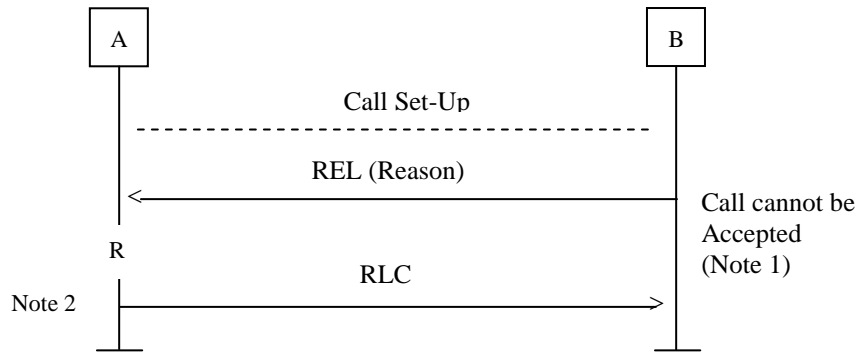 A
B
Call Set-Up
REL (Reason)
Call cannot be
Accepted
(Note 1)
R
RLC
Note 2